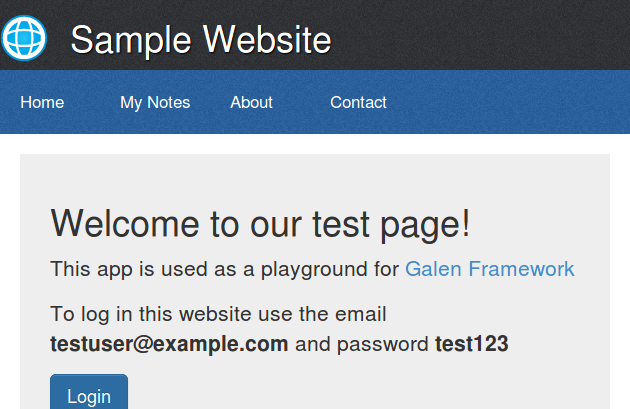 Sample Website
Home My Notes About Contact
Welcome to our test page!
This app is used as a playground for Galen Framework
To log in this website use the email
testuser@example.com and password test123
Login